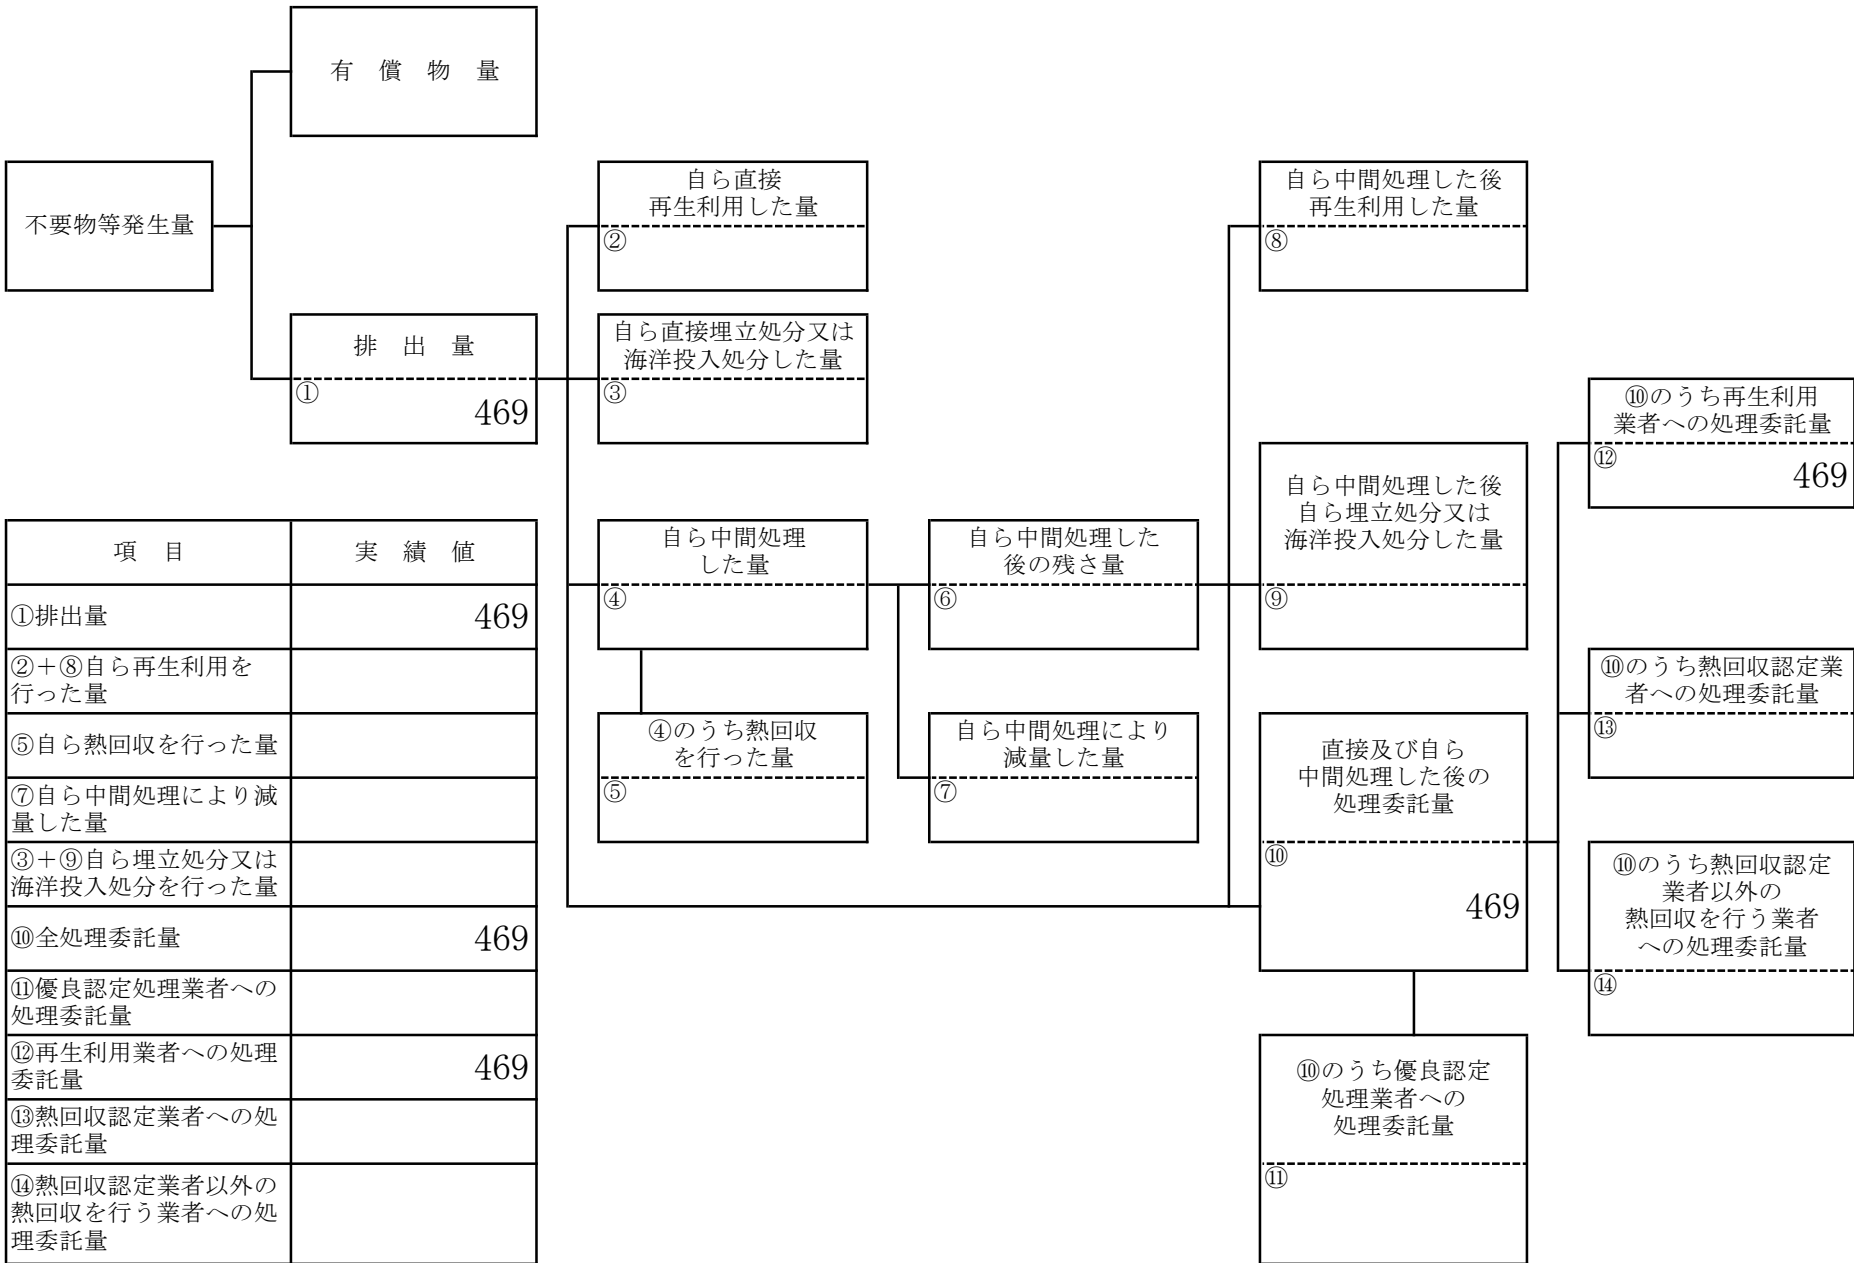 有償物量
不要物等発生量
排出量
①
469
自ら直接
再生利用した量
②
自ら直接埋立処分又は
海洋投入処分した量
③
自ら中間処理
した量
④
④のうち熱回収
を行った量
⑤
自ら中間処理した
後の残さ量
⑥
自ら中間処理により
減量した量
⑦
自ら中間処理した後
再生利用した量
⑧
自ら中間処理した後
自ら埋立処分又は
海洋投入処分した量
⑨
直接及び自ら
中間処理した後の
処理委託量
⑩
469
⑩のうち優良認定
処理業者への
処理委託量
⑪
⑩のうち再生利用
業者への処理委託量
⑫
469
⑩のうち熱回収認定業
者への処理委託量
⑬
⑩のうち熱回収認定
業者以外の
熱回収を行う業者
への処理委託量
⑭
項目 実績値
①排出量 469
②+⑧自ら再生利用を
行った量
⑤自ら熱回収を行った量
⑦自ら中間処理により減
量した量
③+⑨自ら埋立処分又は
海洋投入処分を行った量
⑩全処理委託量 469
⑪優良認定処理業者への
処理委託量
⑫再生利用業者への処理
委託量 469
⑬熱回収認定業者への処
理委託量
⑭熱回収認定業者以外の
熱回収を行う業者への処
理委託量